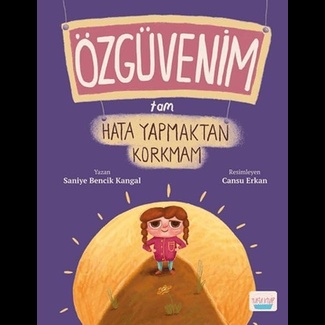 ÖZGÜVENİM
tam
HATA YAPMAKTAN
KORKMAM
Yazan
Saniye Bencik Kangal
Resimleyen
Cansu Erkan